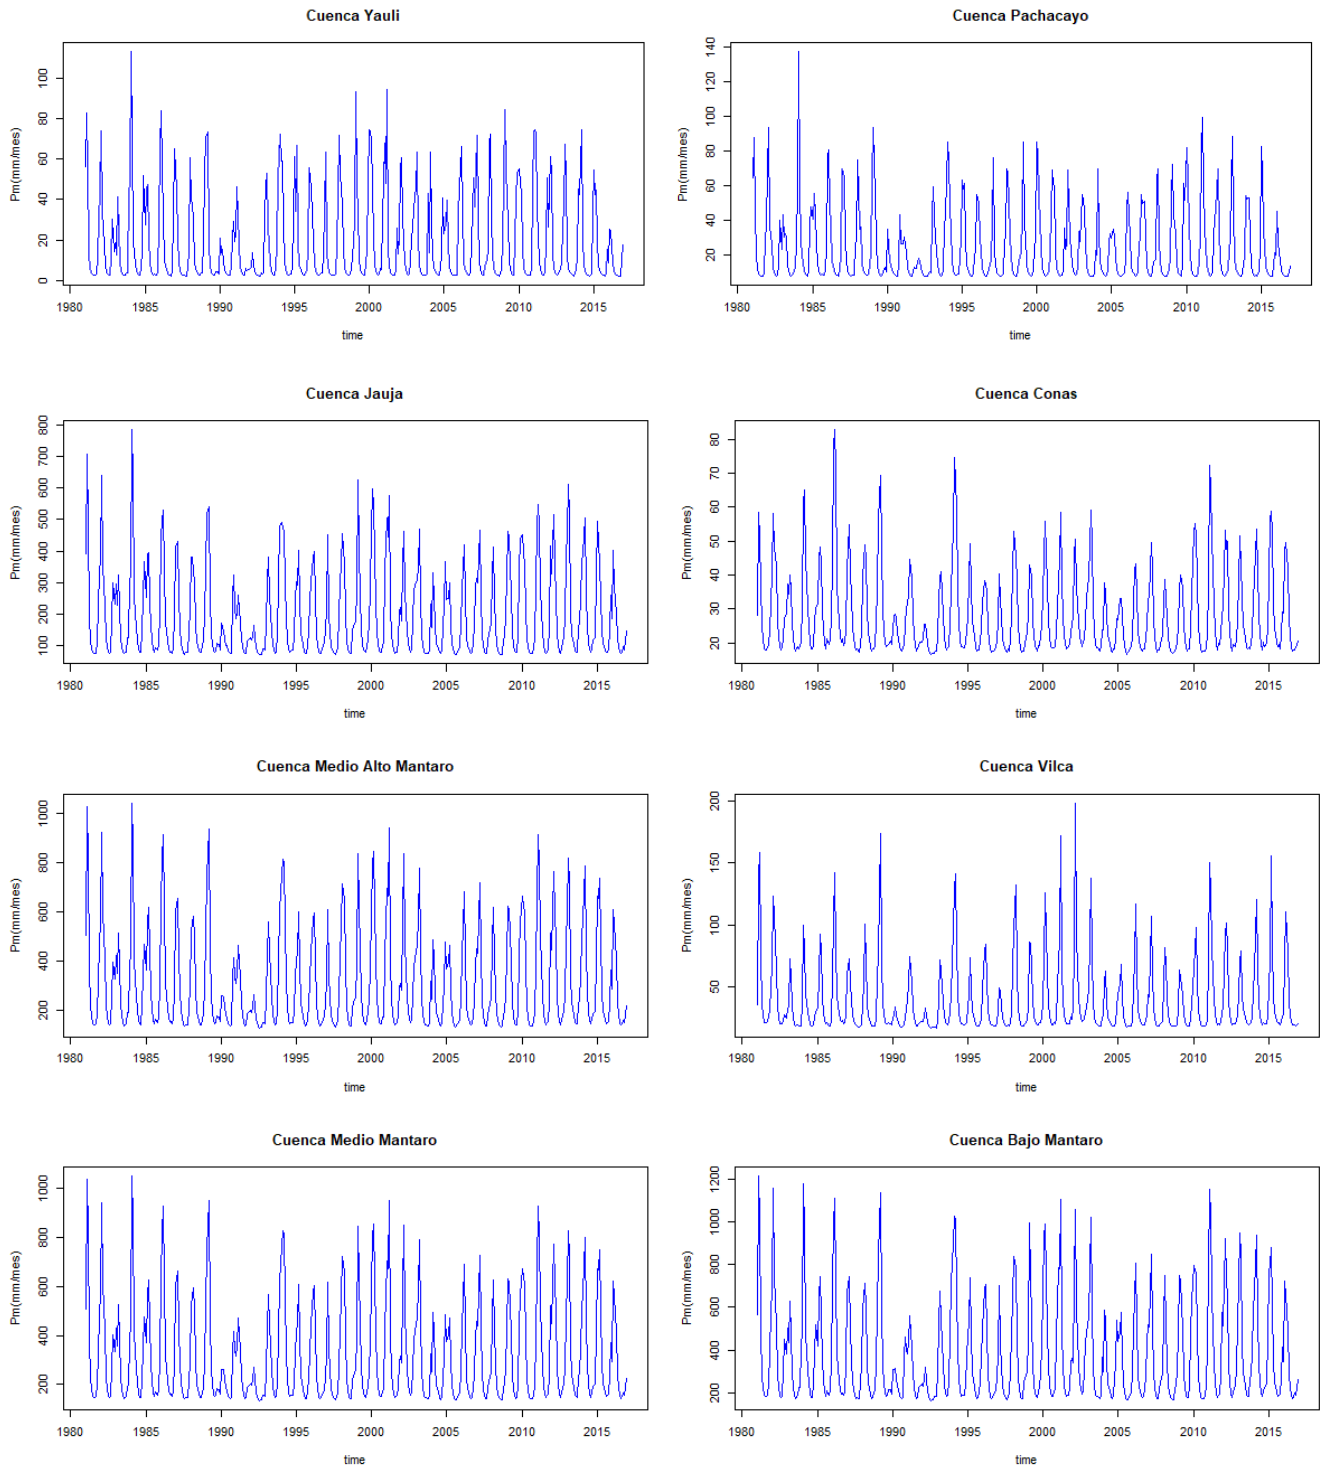 Cuenca Yauli
Pm(mm/mes)
0 20 40 60 80 100
1980 1985 1990 1995 2000 2005 2010 2015
time
Cuenca Pachacayo
Pm(mm/mes)
20 40 60 80 100 120 140
1980 1985 1990 1995 2000 2005 2010 2015
time
Cuenca Jauja
Pm(mm/mes)
100 200 300 400 500 600 700 800
1980 1985 1990 1995 2000 2005 2010 2015
time
Cuenca Conas
Pm(mm/mes)
20 30 40 50 60 70 80
1980 1985 1990 1995 2000 2005 2010 2015
time
Cuenca Medio Alto Mantaro
Pm(mm/mes)
200 400 600 800 1000
1980 1985 1990 1995 2000 2005 2010 2015
time
Cuenca Vilca
Pm(mm/mes)
50 100 150 200
1980 1985 1990 1995 2000 2005 2010 2015
time
Cuenca Medio Mantaro
Pm(mm/mes)
200 400 600 800 1000
1980 1985 1990 1995 2000 2005 2010 2015
time
Cuenca Bajo Mantaro
Pm(mm/mes)
200 400 600 800 1000 1200
1980 1985 1990 1995 2000 2005 2010 2015
time